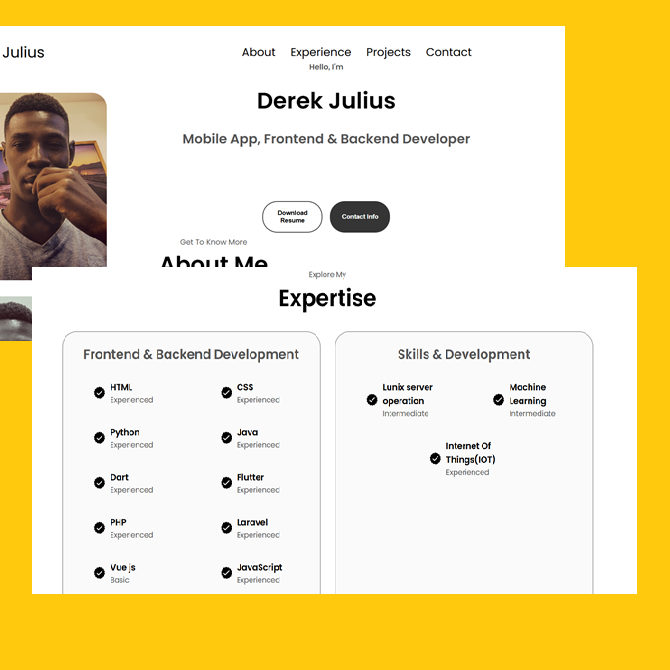 Julius
About Experience Projects Contact
Hello, I'm
Derek Julius
Mobile App, Frontend & Backend Developer
Download
Resume
Contact Info
Get To Know More
About Me
Explore My
Expertise
Frontend & Backend Development
HTML
Experienced
CSS
Experienced
Python
Experienced
Java
Experienced
Dart
Experienced
Flutter
Experienced
PHP
Experienced
Laravel
Experienced
Vue js
Basic
JavaScript
Experienced
Skills & Development
Lunix server
operation
Intermediate
Machine
Learning
Intermediate
Internet Of
Things(IOT)
Experienced